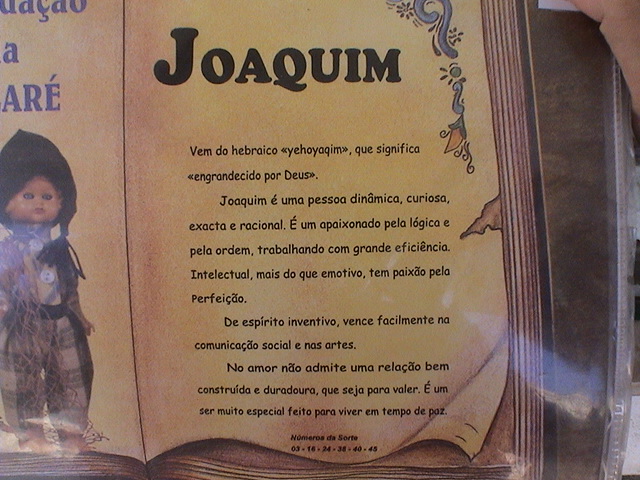 dação
a
ARÉ
JOAQUIM
Vem do hebraico «yehoyaqim», que significa
«engrandecido por Deus».
Joaquim é uma pessoa dinâmica, curiosa,
exacta e racional. É um apaixonado pela lógica e
pela ordem, trabalhando com grande eficiência.
Intelectual, mais do que emotivo, tem paixão pela
Perfeição.
De espírito inventivo, vence facilmente na
comunicação social e nas artes.
No amor não admite uma relação bem
construída e duradoura, que seja para valer. É um
ser muito especial feito para viver em tempo de paz.
Números da Sorte
03 - 16 - 24 - 35 - 40 - 45